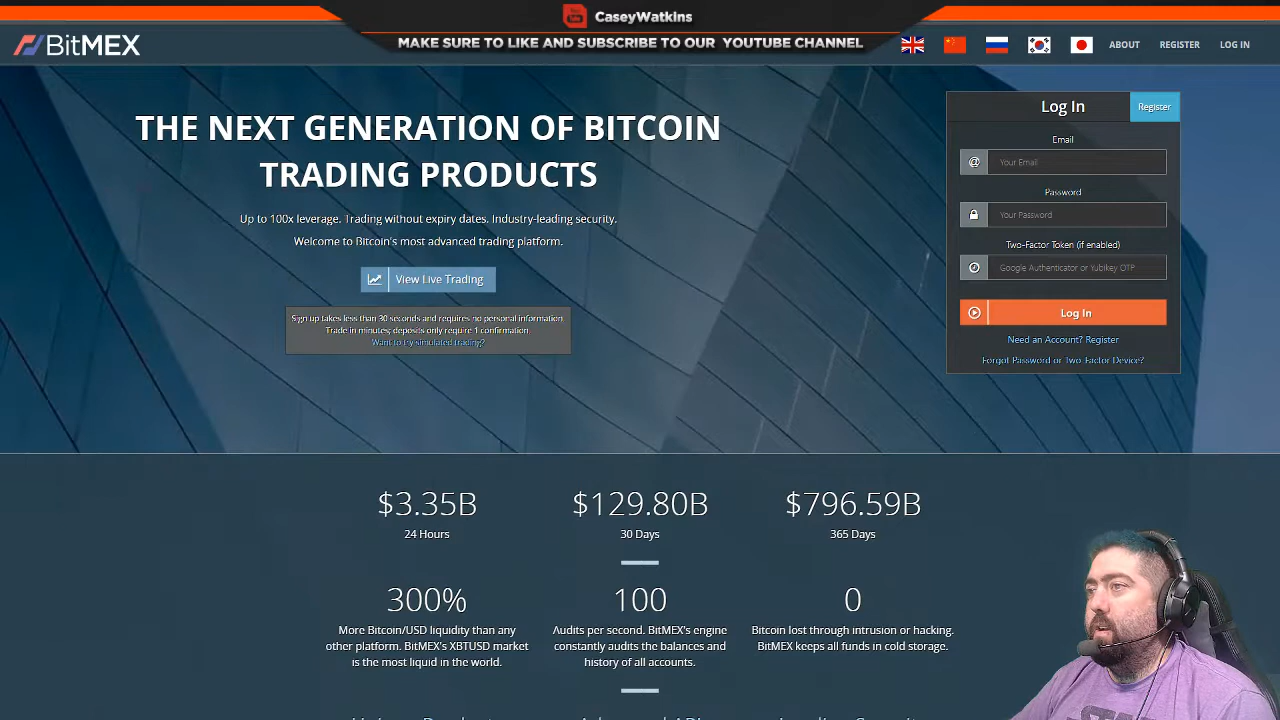 CaseyWatkins
MAKE SURE TO LIKE AND SUBSCRIBE TO OUR YOUTUBE CHANNEL
BitMEX
ABOUT
REGISTER
LOG IN
THE NEXT GENERATION OF BITCOIN
TRADING PRODUCTS
Up to 100x leverage. Trading without expiry dates. Industry-leading security.
Welcome to Bitcoin's most advanced trading platform.
View Live Trading
Sign up takes less than 30 seconds and requires no personal information.
Trade in minutes; deposits only require 1 confirmation.
Want to try simulated trading?
Log In
Register
Email
Your Email
Password
Your Password
Two-Factor Token (if enabled)
Google Authenticator or Yubikey OTP
Log In
Need an Account? Register
Forgot Password or Two-Factor Device?
$3.35B
24 Hours
$129.80B
30 Days
$796.59B
365 Days
300%
More Bitcoin/USD liquidity than any
other platform. BitMEX's XBTUSD market
is the most liquid in the world.
100
Audits per second. BitMEX's engine
constantly audits the balances and
history of all accounts.
0
Bitcoin lost through intrusion or hacking.
BitMEX keeps all funds in cold storage.